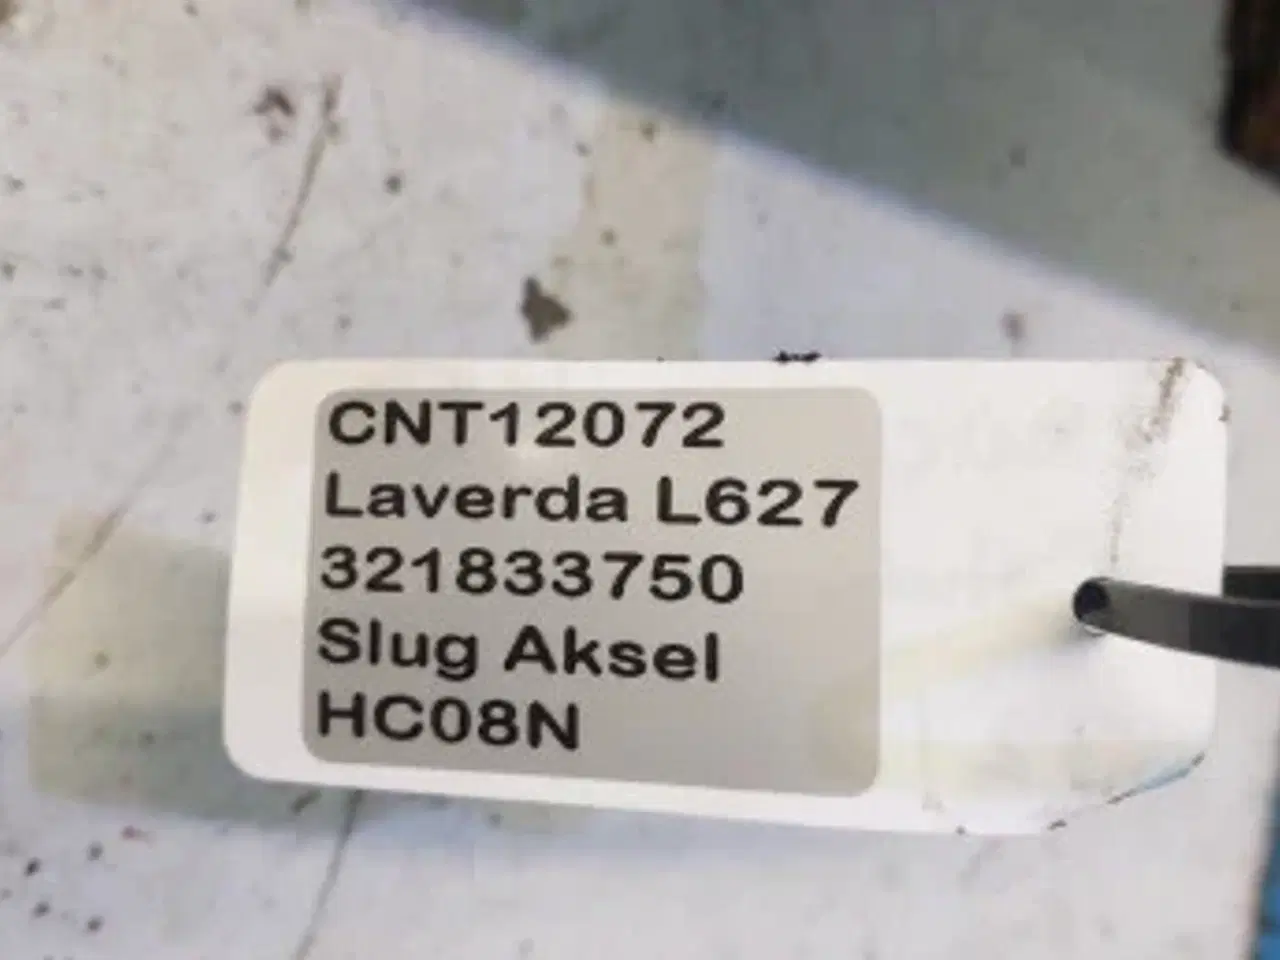 CNT12072
Laverda L627
321833750
Slug Aksel
HC08N